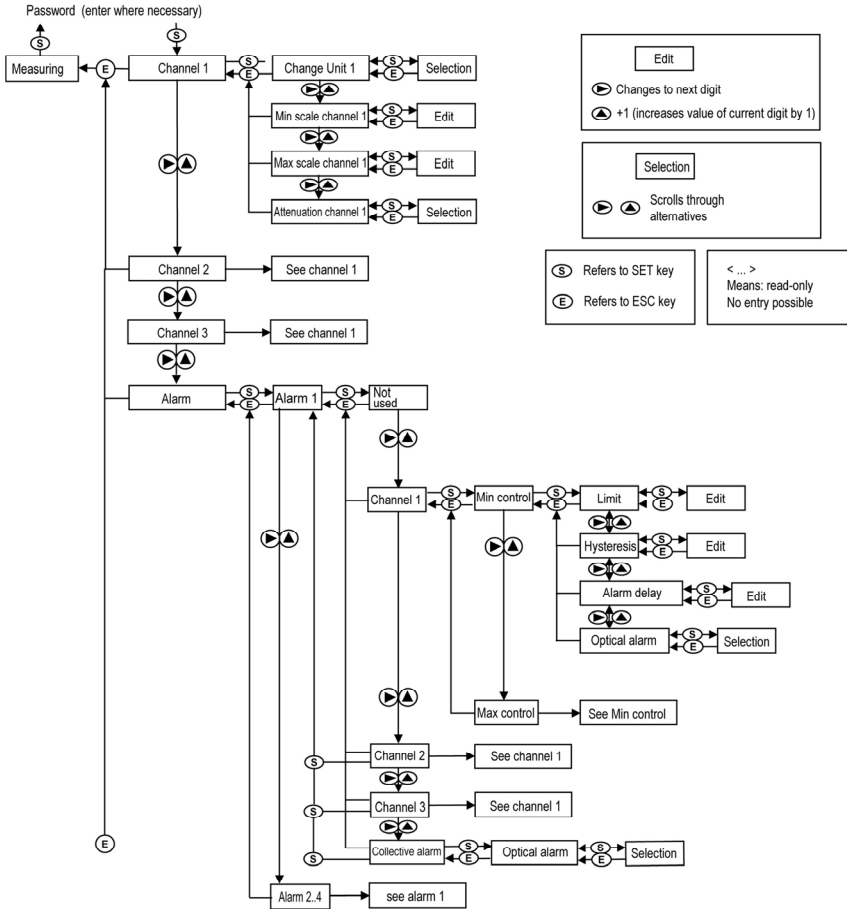 Password (enter where necessary)
S
S
Measuring
E
Channel 1
S
E
Change Unit 1
S
E
Selection
Min scale channel 1
S
E
Edit
Max scale channel 1
S
E
Edit
Attenuation channel 1
S
E
Selection
Channel 2
See channel 1
Channel 3
See channel 1
Alarm
S
E
Alarm 1
S
E
Not
used
Channel 1
S
E
Min control
S
E
Limit
S
E
Edit
Hysteresis
S
E
Edit
Alarm delay
S
E
Edit
Optical alarm
S
E
Selection
Max control
See Min control
S
Channel 2
See channel 1
S
Channel 3
See channel 1
E
S
Collective alarm
S
E
Optical alarm
S
E
Selection
Alarm 2..4
see alarm 1
Edit
Changes to next digit
+1 (increases value of current digit by 1)
Selection
Scrolls through
alternatives
S Refers to SET key
E Refers to ESC key
< ... >
Means: read-only
No entry possible